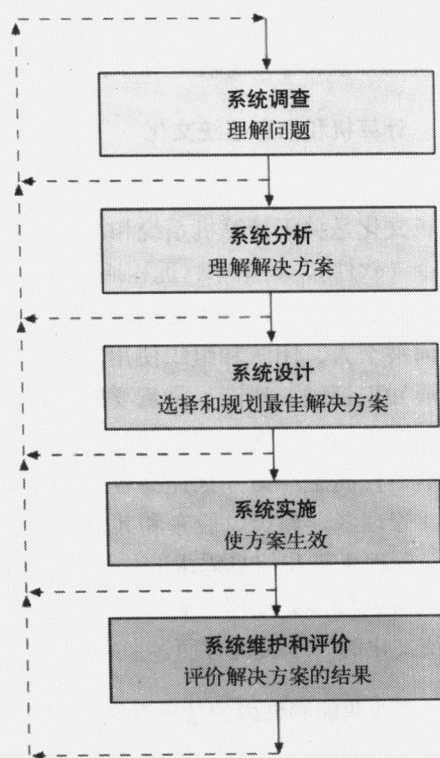 系统调查
理解问题
系统分析
理解解决方案
系统设计
选择和规划最佳解决方案
系统实施
使方案生效
系统维护和评价
评价解决方案的结果